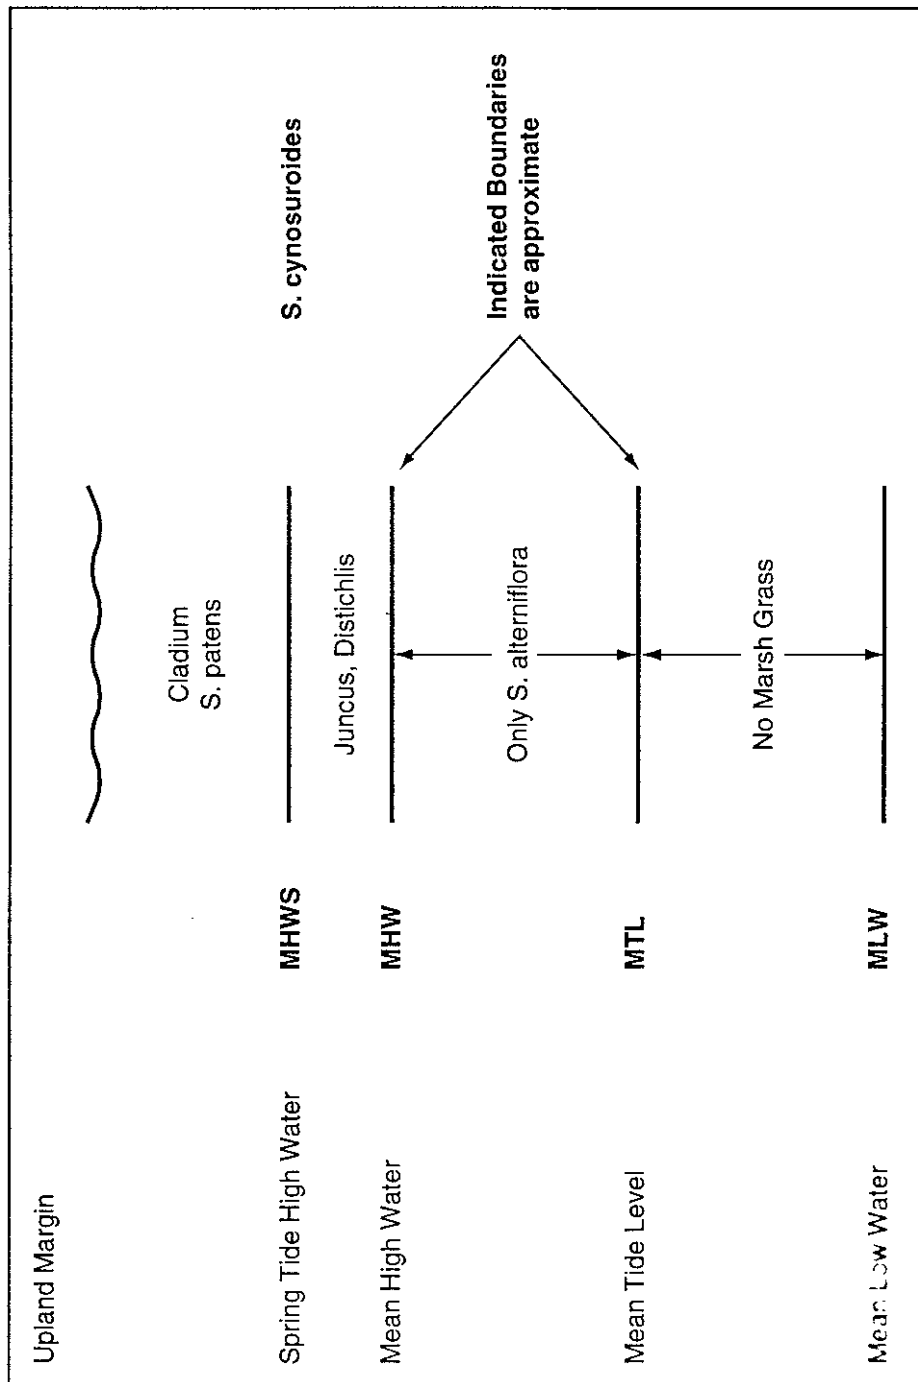 Upland Margin
Cladium
S. patens
Spring Tide High Water
MHWS
S. cynosuroides
Juncus, Distichlis
Mean High Water
MHW
Only S. alterniflora
Indicated Boundaries
are approximate
Mean Tide Level
MTL
No Marsh Grass
Mean Low Water
MLW